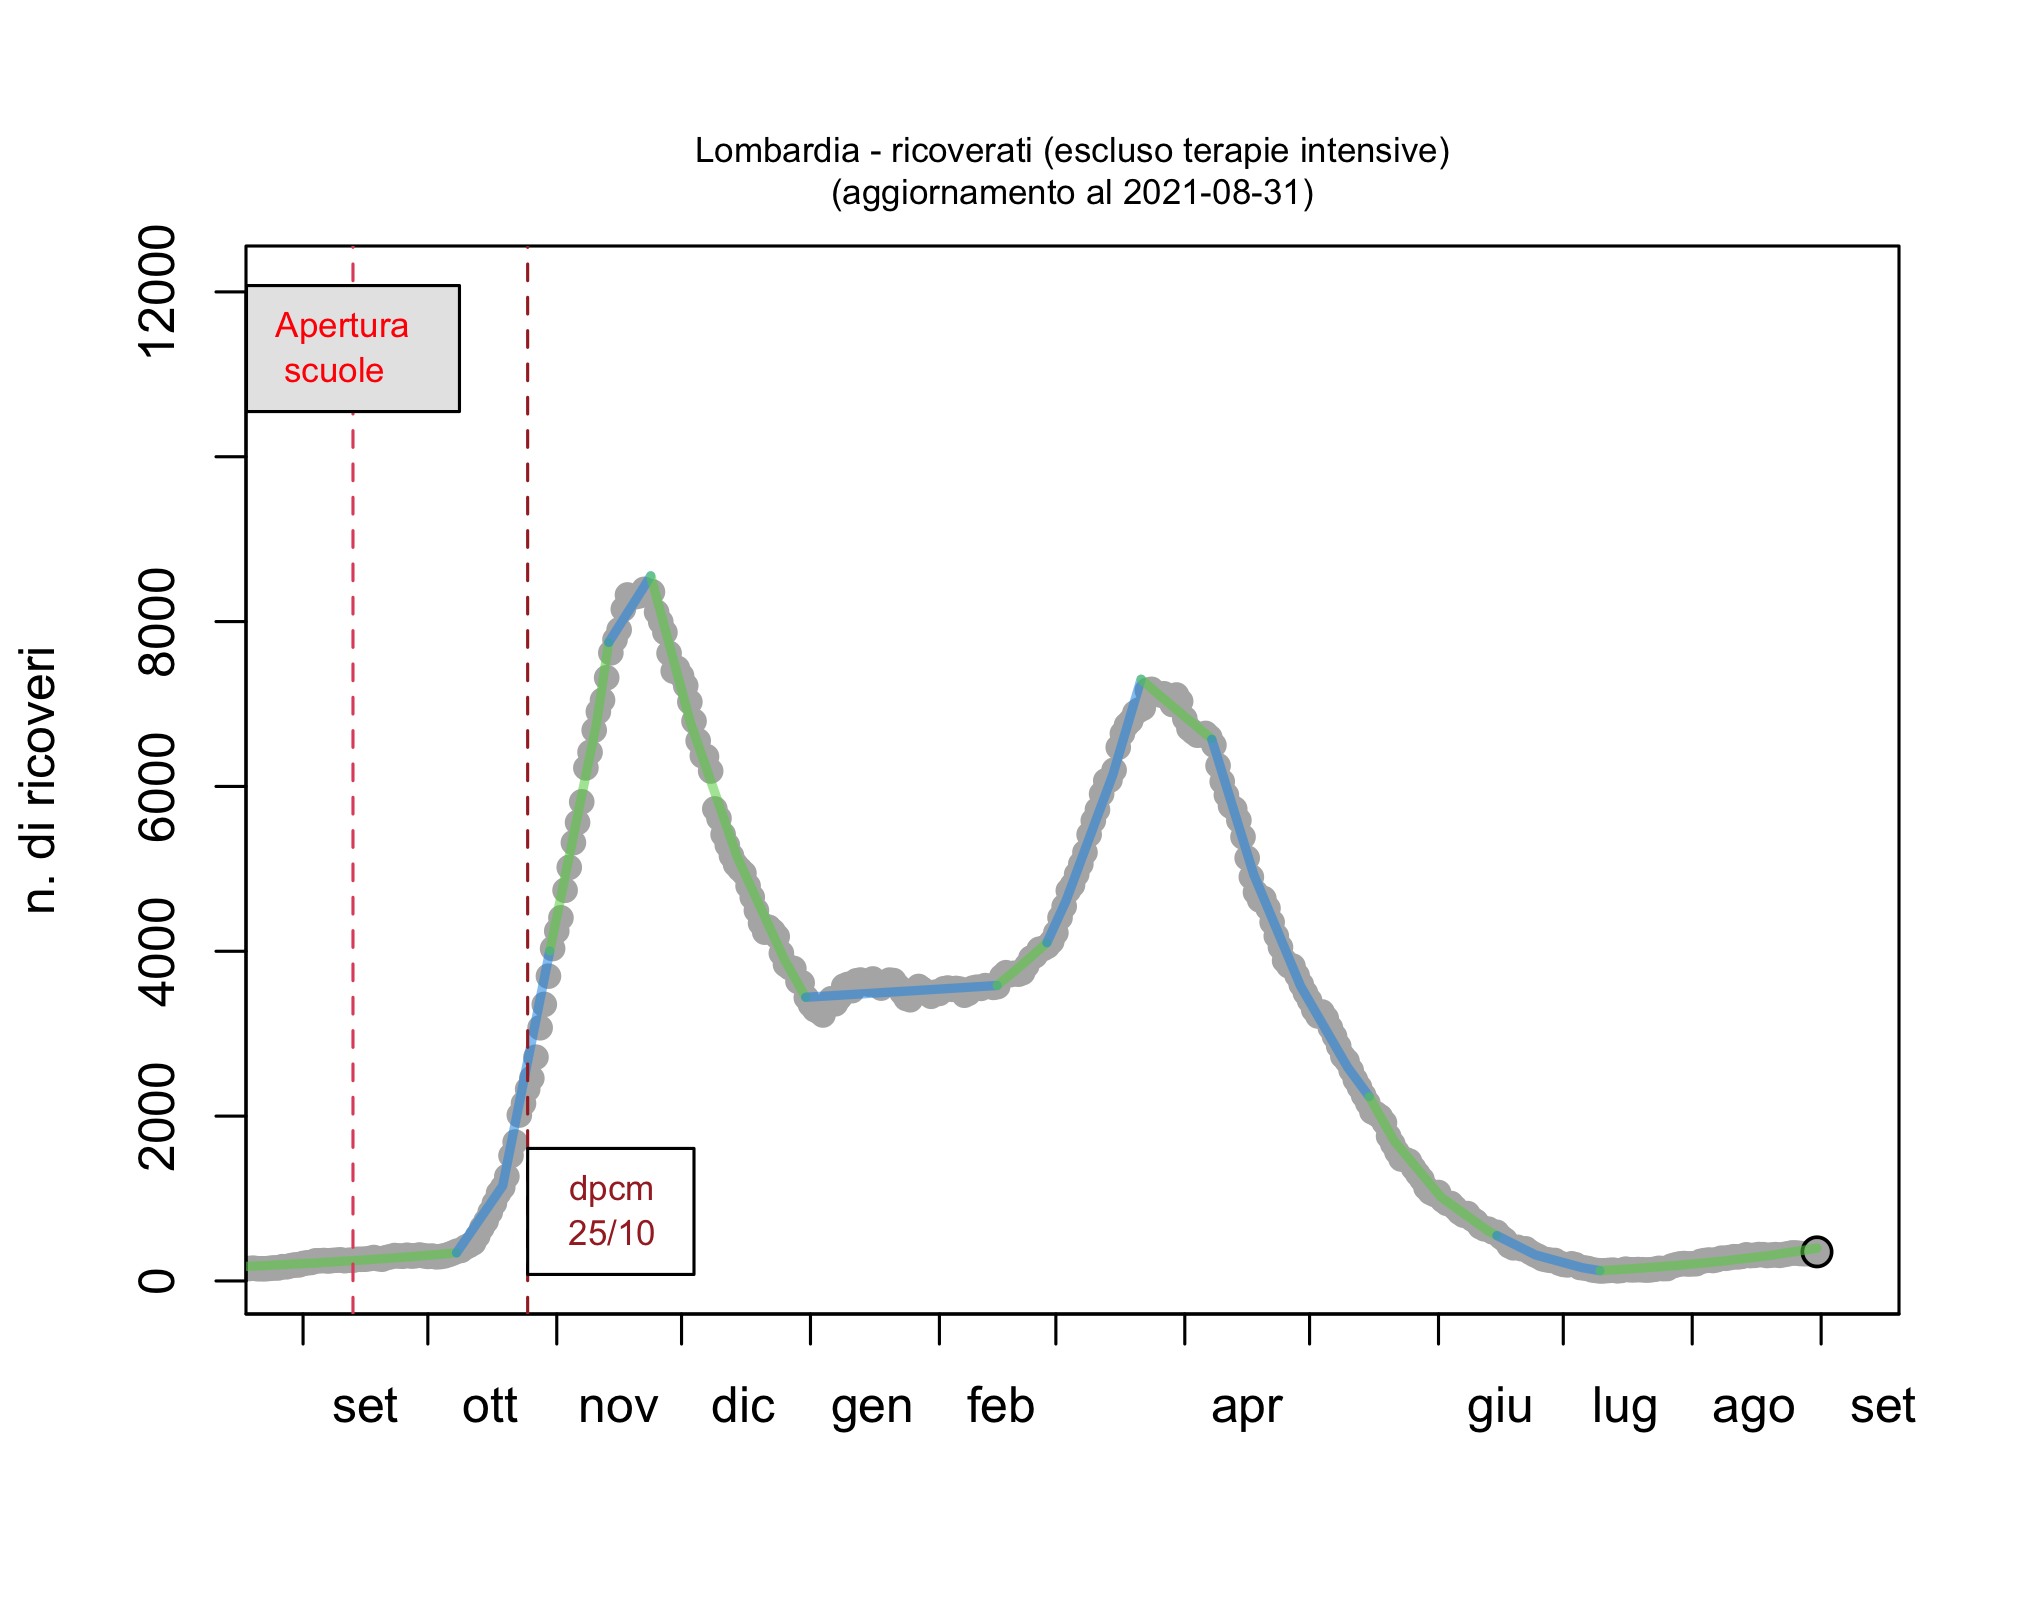 Lombardia - ricoverati (escluso terapie intensive)
(aggiornamento al 2021-08-31)
12000
8000
6000
4000
2000
0
n. di ricoveri
Apertura
scuole
dpcm
25/10
set ott nov dic gen feb apr giu lug ago set